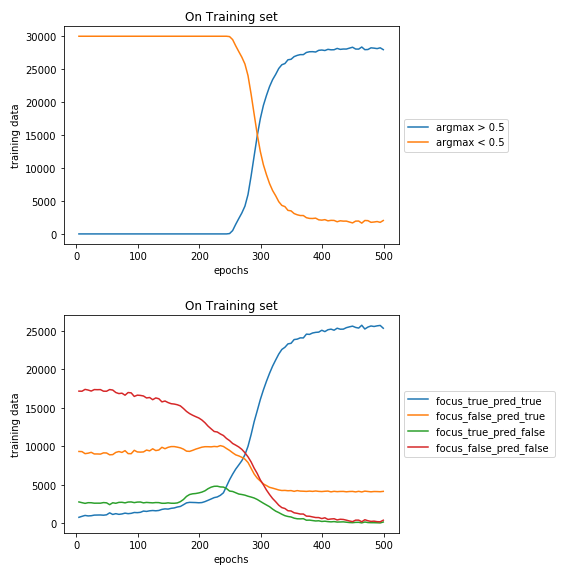 On Training set
30000
25000
20000
15000
10000
5000
0
training data
0 100 200 300 400 500
epochs
argmax > 0.5
argmax < 0.5
On Training set
25000
20000
15000
10000
5000
0
training data
0 100 200 300 400 500
epochs
focus_true_pred_true
focus_false_pred_true
focus_true_pred_false
focus_false_pred_false